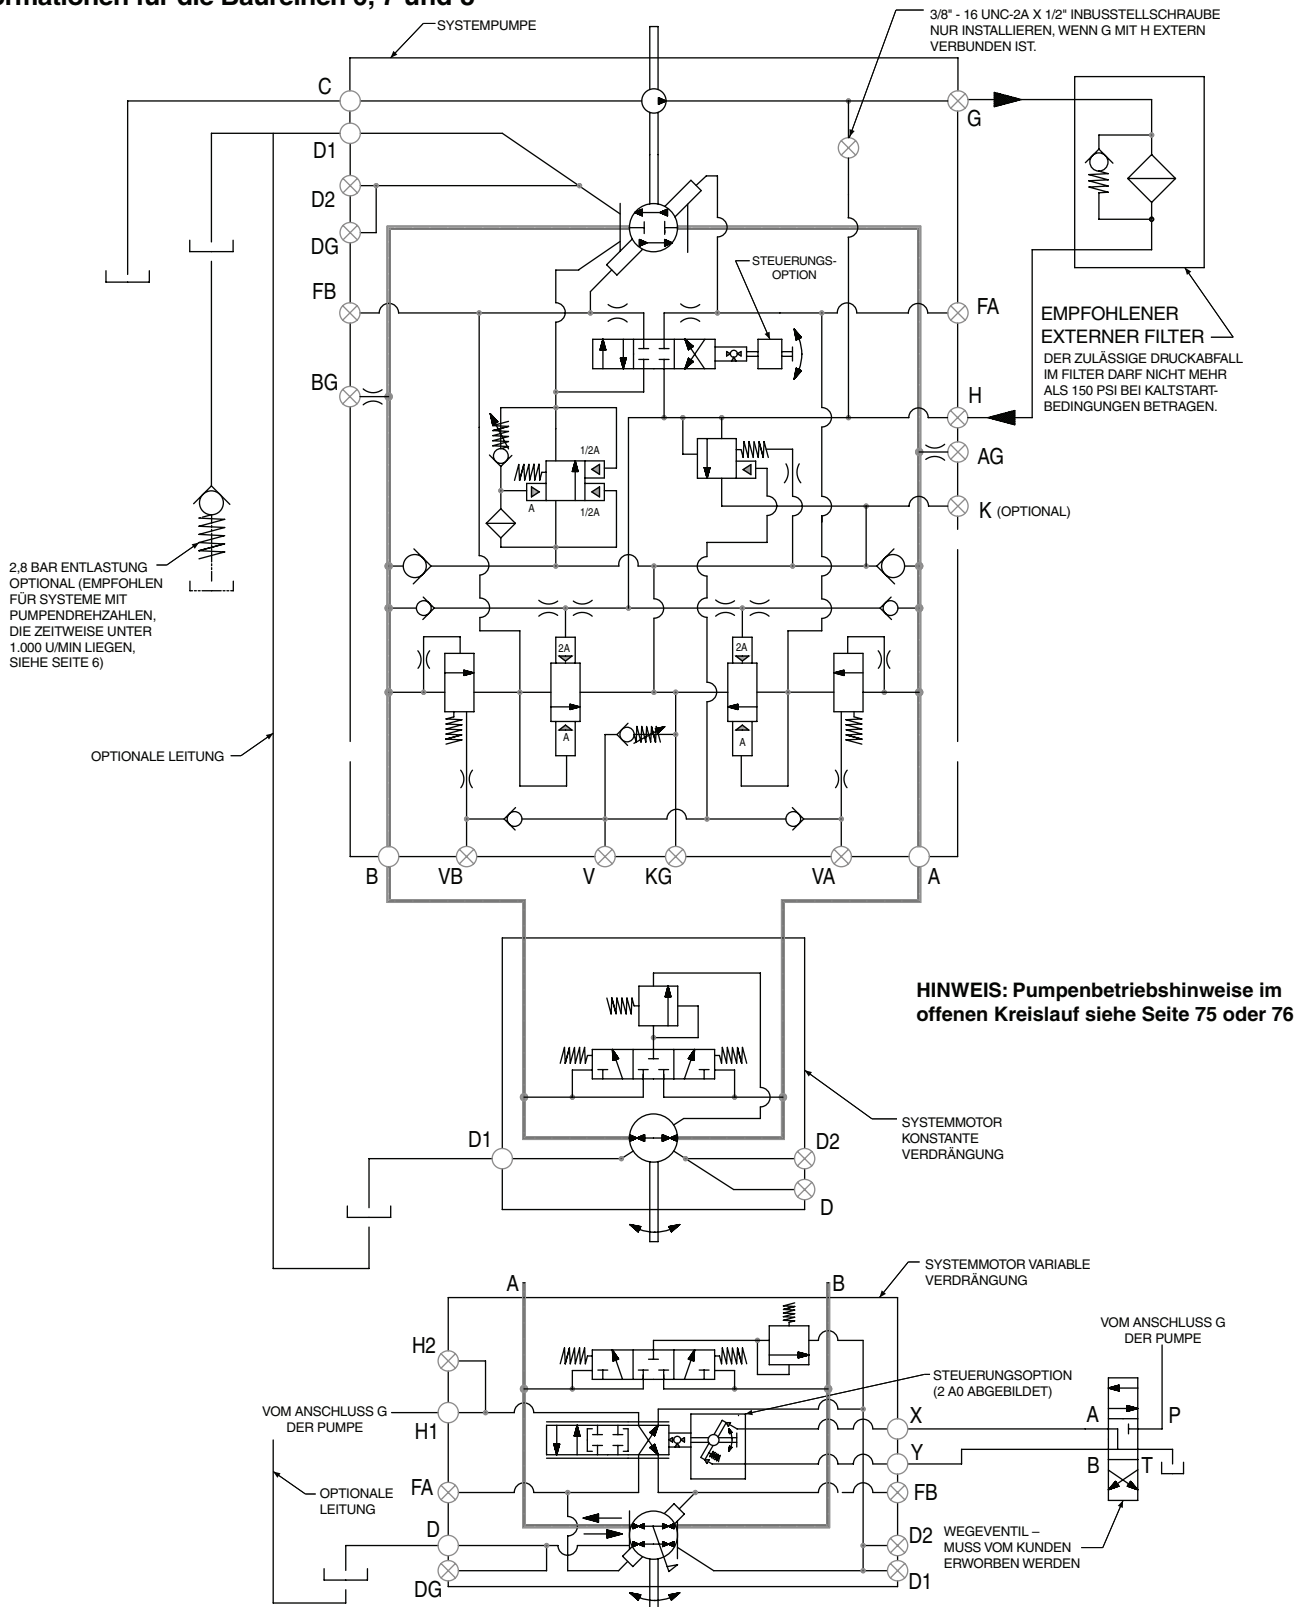 SYSTEMPUMPE
3/8" - 16 UNC-2A X 1/2" INBUSSTELLSCHRAUBE
NUR INSTALLIEREN, WENN G MIT H EXTERN
VERBUNDEN IST.
C
G
D1
D2
DG
STEUERUNGS-
OPTION
FB
FA
EMPFOHLENER
EXTERNER FILTER
DER ZULÄSSIGE DRUCKABFALL
IM FILTER DARF NICHT MEHR
ALS 150 PSI BEI KALTSTART-
BEDINGUNGEN BETRAGEN.
BG
H
1/2A
AG
A
1/2A
K (OPTIONAL)
2,8 BAR ENTLASTUNG
OPTIONAL (EMPFOHLEN
FÜR SYSTEME MIT
PUMPENDREHZAHLEN,
DIE ZEITWEISE UNTER
1.000 U/MIN LIEGEN,
SIEHE SEITE 6)
2A
2A
A
A
OPTIONALE LEITUNG
B
VB
V
KG
VA
A
HINWEIS: Pumpenbetriebshinweise im
offenen Kreislauf siehe Seite 75 oder 76
SYSTEMMOTOR
KONSTANTE
VERDRÄNGUNG
D1
D2
D
SYSTEMMOTOR VARIABLE
VERDRÄNGUNG
A
B
VOM ANSCHLUSS G
DER PUMPE
H2
STEUERUNGSOPTION
(2 A0 ABGEBILDET)
VOM ANSCHLUSS G
DER PUMPE
H1
X
A
P
Y
B
T
FA
FB
OPTIONALE
LEITUNG
D
D2
WEGEVENTIL –
MUSS VOM KUNDEN
ERWORBEN WERDEN
DG
D1